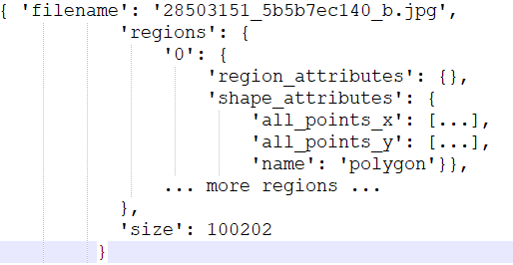 { 'filename': '28503151_5b5b7ec140_b.jpg',
'regions': {
'0': {
'region_attributes': {},
'shape_attributes': {
'all_points_x': [...],
'all_points_y': [...],
'name': 'polygon'}},
... more regions ...
},
'size': 100202
}